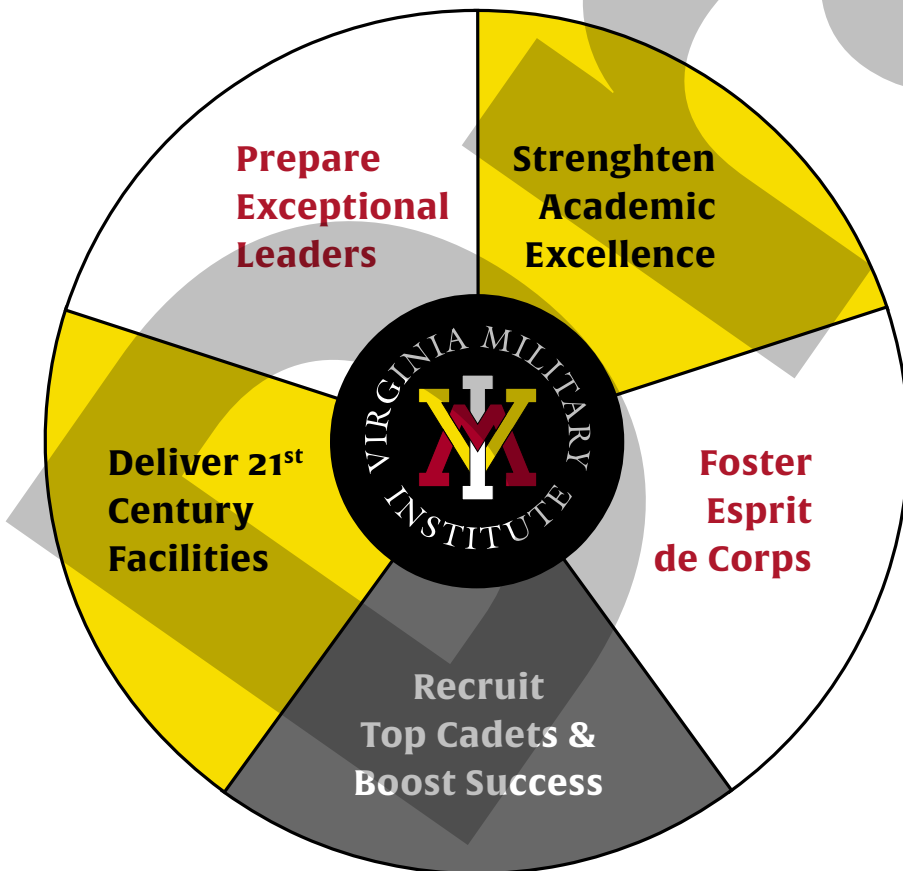 Prepare
Exceptional
Leaders
Strenghten
Academic
Excellence
VIRGINIA MILITARY
INSTITUTE
VMI
Deliver 21st
Century
Facilities
Foster
Esprit
de Corps
Recruit
Top Cadets &
Boost Success